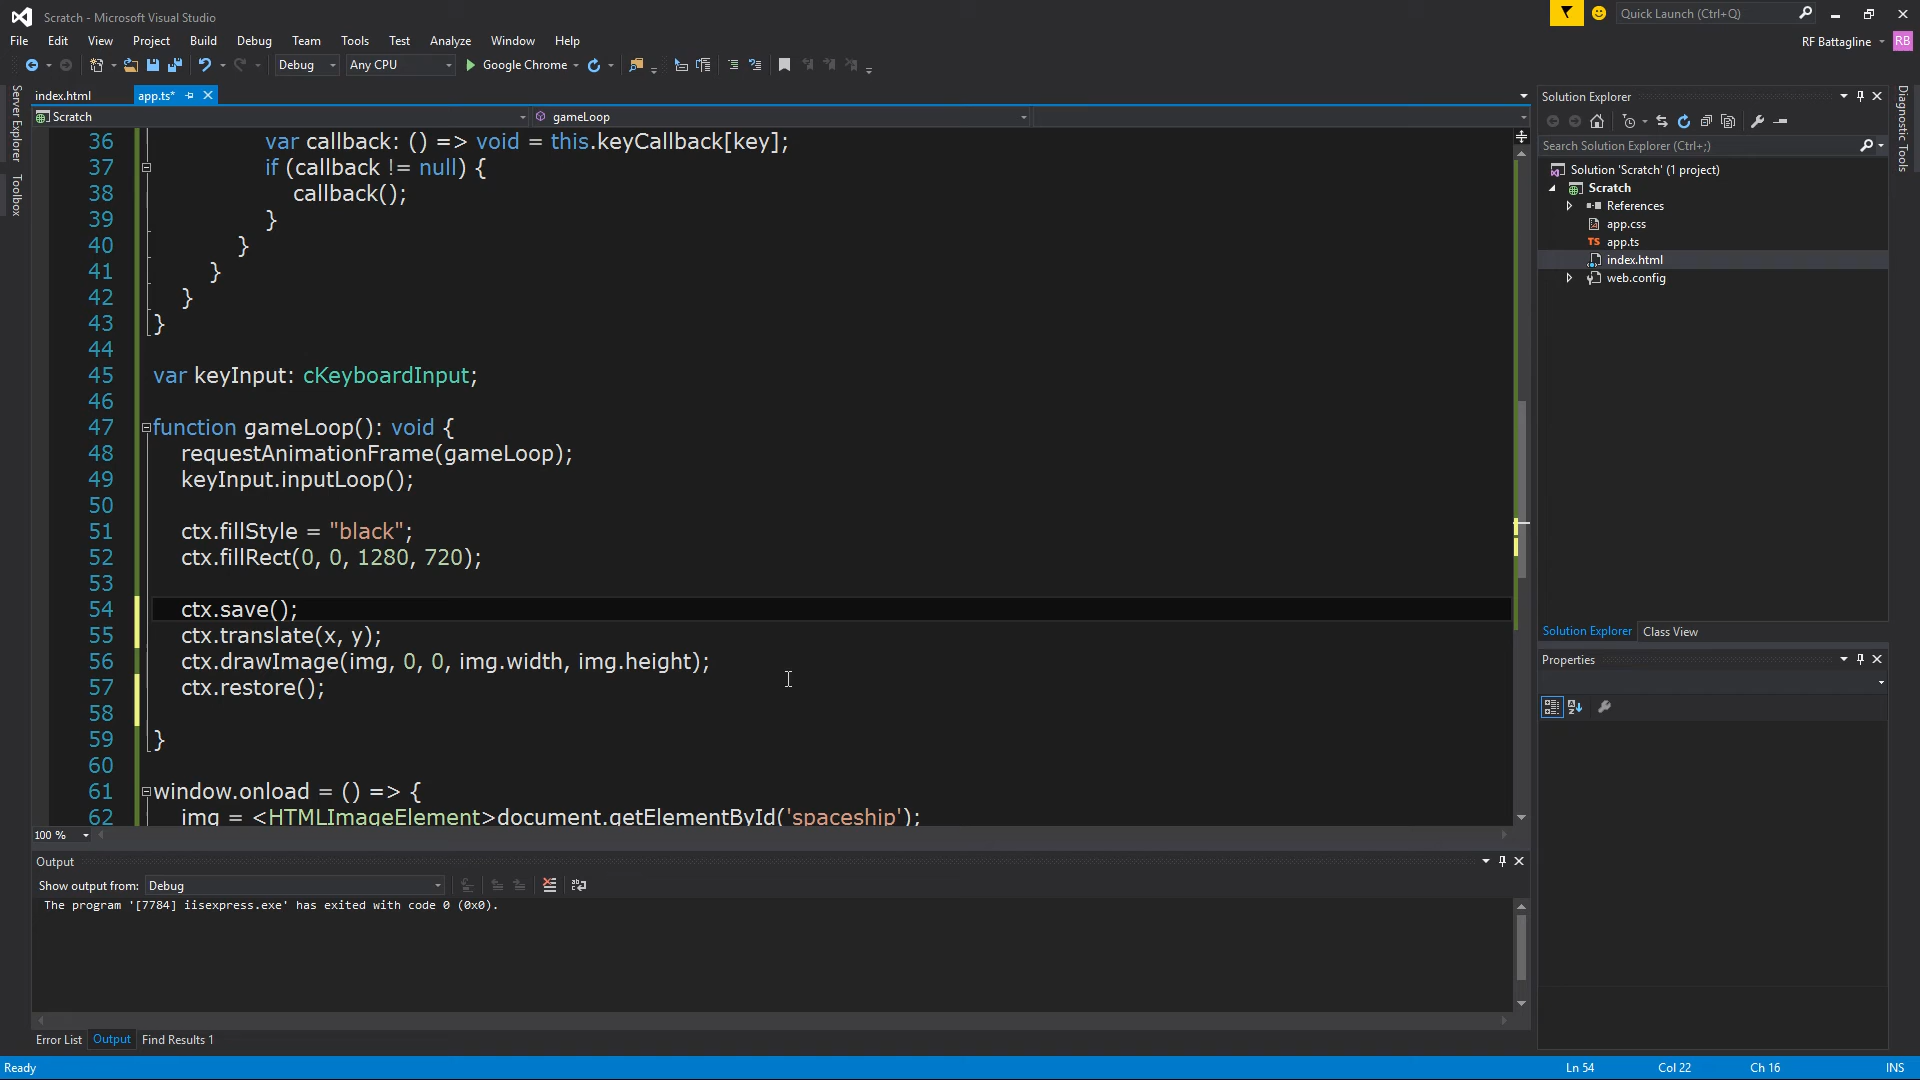 Scratch - Microsoft Visual Studio
Quick Launch (Ctrl+Q)
File Edit View Project Build Debug Team Tools Test Analyze Window Help
RF Battagline RB
Debug Any CPU Google Chrome
Server Explorer
Toolbox
index.html app.ts*
Scratch gameLoop
36 var callback: () => void = this.keyCallback[key];
37 if (callback != null) {
38 callback();
39 }
40 }
41 }
42 }
43 }
44
45 var keyInput: cKeyboardInput;
46
47 function gameLoop(): void {
48 requestAnimationFrame(gameLoop);
49 keyInput.inputLoop();
50
51 ctx.fillStyle = "black";
52 ctx.fillRect(0, 0, 1280, 720);
53
54 ctx.save();
55 ctx.translate(x, y);
56 ctx.drawImage(img, 0, 0, img.width, img.height);
57 ctx.restore();
58
59 }
60
61 window.onload = () => {
62 img = <HTMLImageElement>document.getElementById('spaceship');
100 %
Output
Show output from: Debug
The program '[7784] iisexpress.exe' has exited with code 0 (0x0).
Error List Output Find Results 1
Solution Explorer
Search Solution Explorer (Ctrl+;)
Solution 'Scratch' (1 project)
Scratch
References
app.css
TS app.ts
index.html
web.config
Solution Explorer Class View
Properties
Diagnostic Tools
Ready Ln 54 Col 22 Ch 16 INS